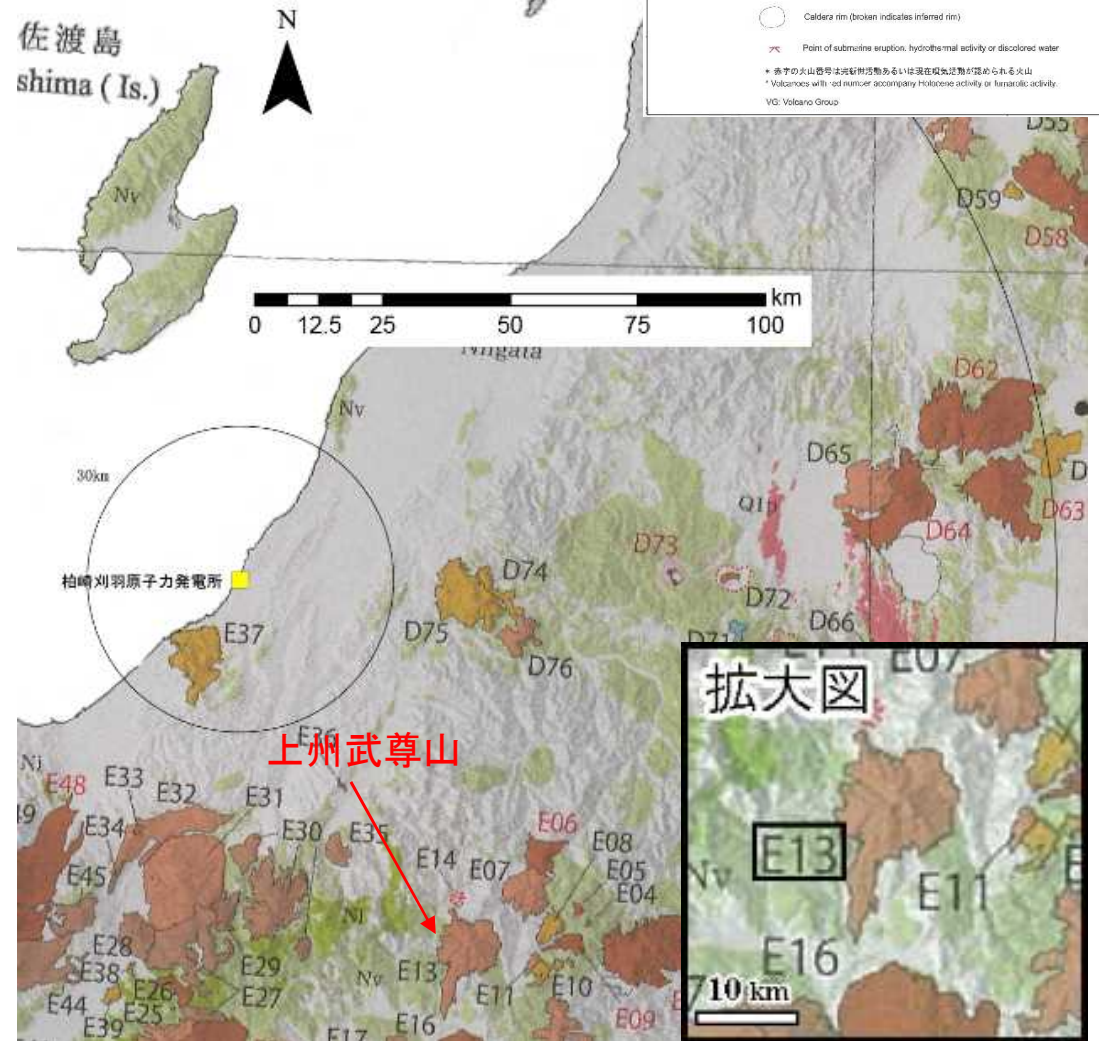 佐渡島
shima ( Is.)
N
Caldera rim (broken indicates inferred rim)
Point of submarine eruption, hydrothermal activity or discolored water
* 赤字の火山番号は完新世活動あるいは現在噴気活動が認められる火山
* Volcanoes with red number accompany Holocene activity or fumarolic activity.
VG: Volcano Group
D55
D59
D58
Nv
km
0 12.5 25 50 75 100
Niigata
Nv
D62
30km
D65
D
Q1p
D63
D64
D73
柏崎刈羽原子力発電所
D74
D72
E37
D75
D66
D71
D76
拡大図
E07
E13
Nv
E11
E16
10 km
E36
上州武尊山
Ni
E48
E33
E32
E31
49
E34
E30
E35
E06
E08
E14
E07
E05
E45
E04
Ni
E28
E38
E29
Nv
E13
E26
E27
E11
E10
E44
E25
E39
E16
E09
E17